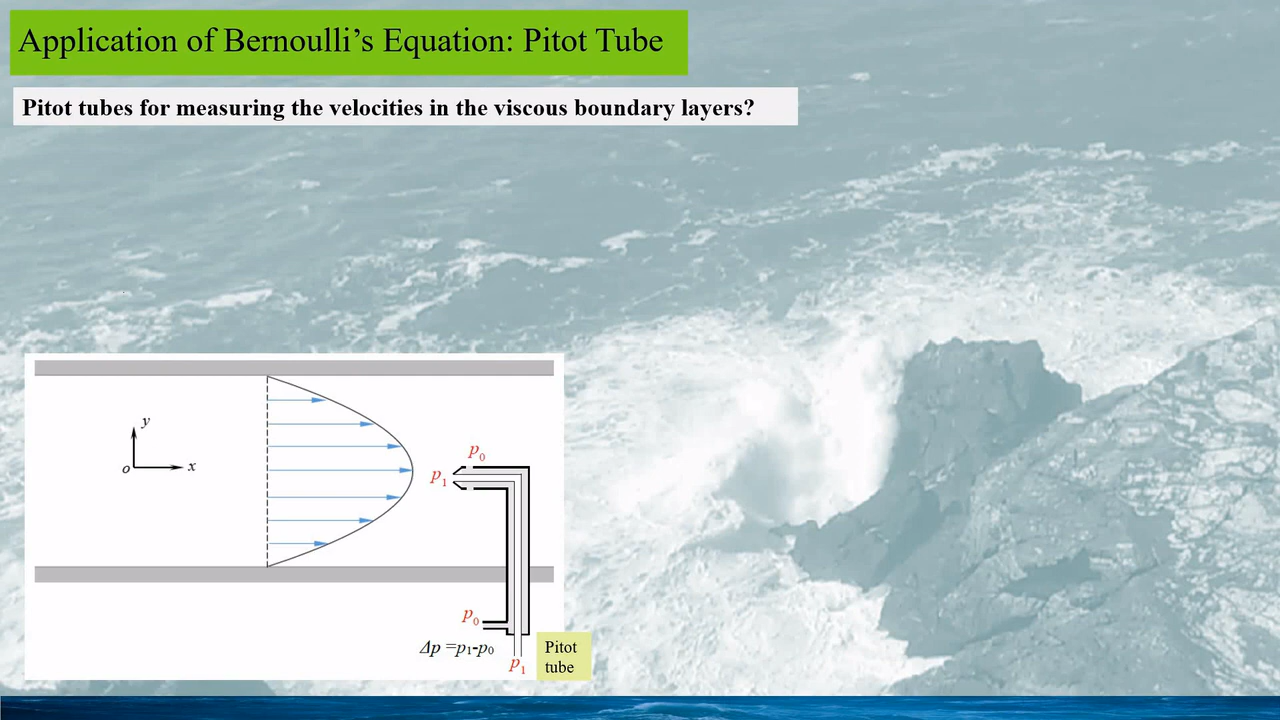 Application of Bernoulli’s Equation: Pitot Tube
Pitot tubes for measuring the velocities in the viscous boundary layers?
y
o
x
p0
p1
p0
Δp =p1-p0
p1
Pitot
tube